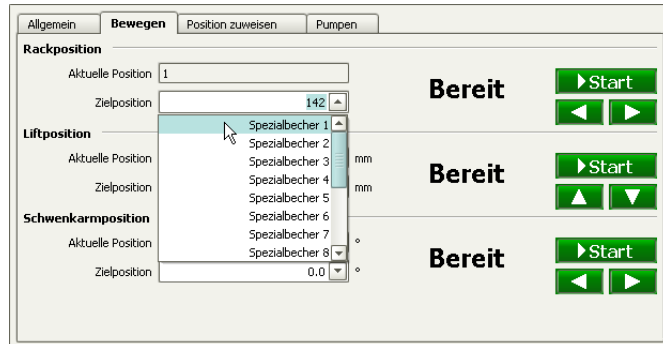 Allgemein Bewegen Position zuweisen Pumpen
Rackposition
Aktuelle Position 1
Zielposition 142
Bereit
Start
Spezialbecher 1
Spezialbecher 2
Spezialbecher 3
Spezialbecher 4
Spezialbecher 5
Spezialbecher 6
Spezialbecher 7
Spezialbecher 8
Liftposition
Aktuelle Position mm
Zielposition mm
Bereit
Start
Schwenkarmposition
Aktuelle Position °
Zielposition 0.0 °
Bereit
Start